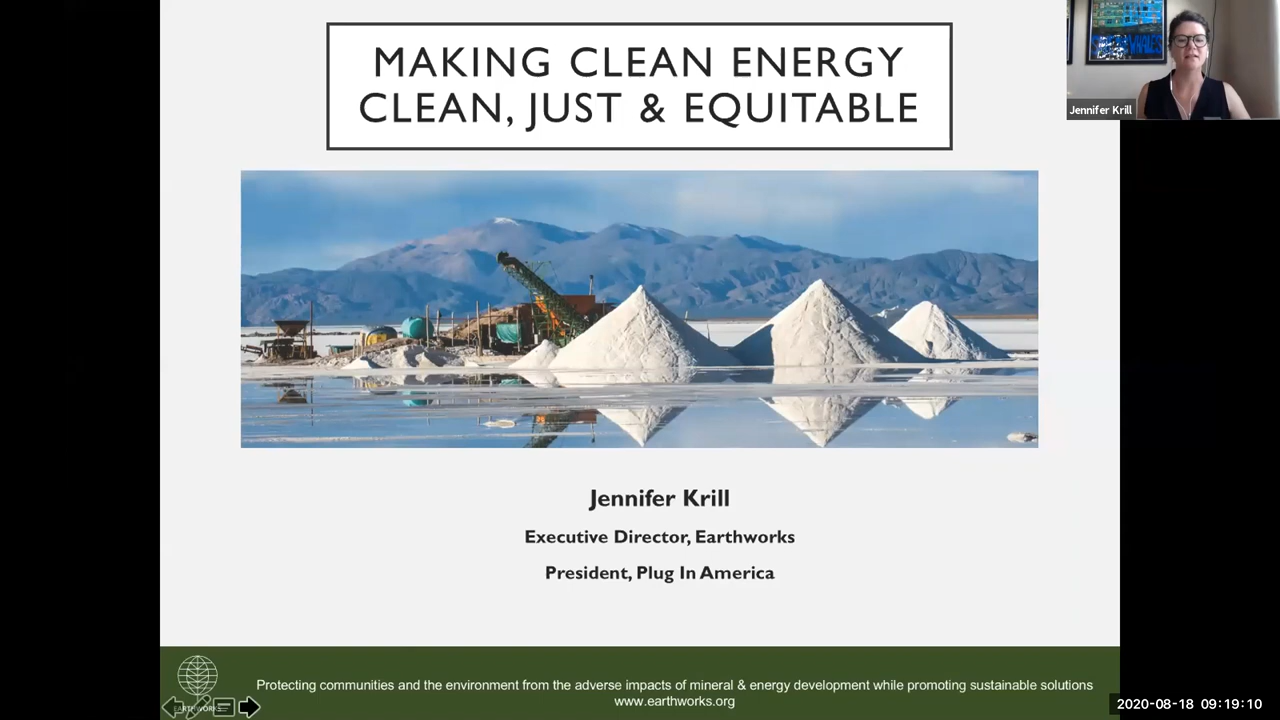 MAKING CLEAN ENERGY
CLEAN, JUST & EQUITABLE
Jennifer Krill
Jennifer Krill
Executive Director, Earthworks
President, Plug In America
Protecting communities and the environment from the adverse impacts of mineral & energy development while promoting sustainable solutions
www.earthworks.org
EARTHWORKS
2020-08-18 09:19:10